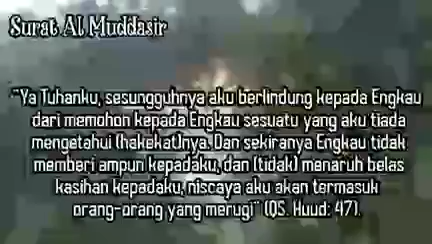 Surat Al Muddasir
"Ya Tuhanku, sesungguhnya aku berlindung kepada Engkau
dari memohon kepada Engkau sesuatu yang aku tiada
mengetahui (hakekat)nya. Dan sekiranya Engkau tidak
memberi ampun kepadaku, dan (tidak) menaruh belas
kasihan kepadaku, niscaya aku akan termasuk
orang-orang yang merugi" (QS. Huud: 47).